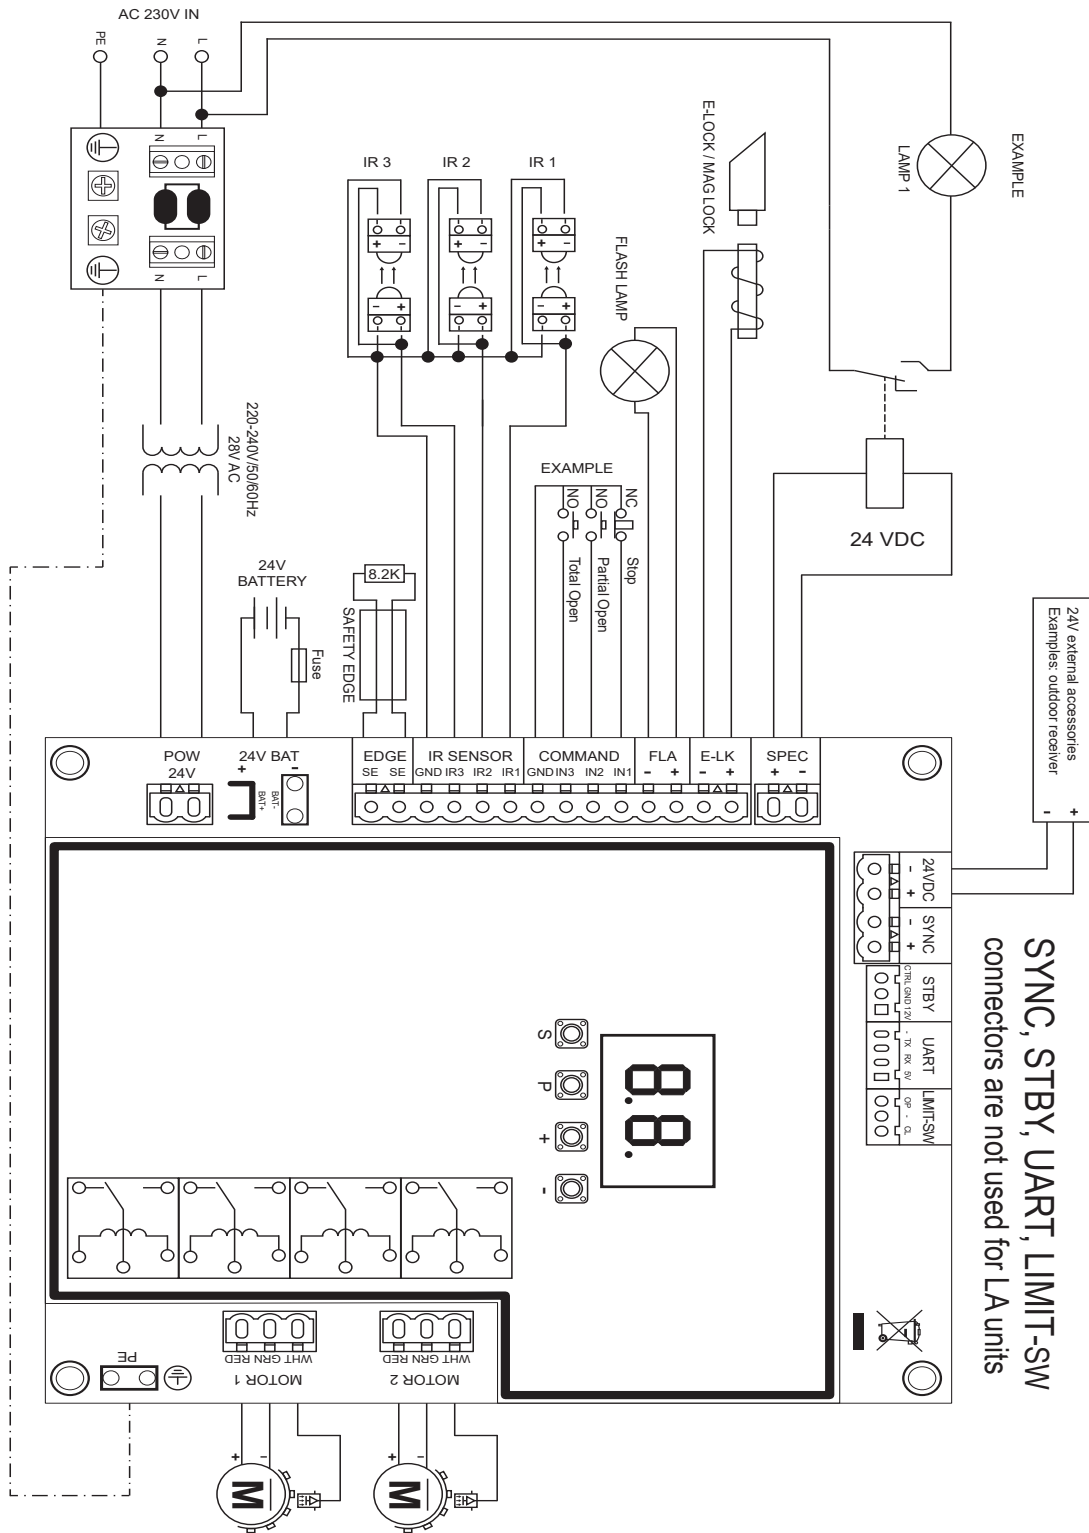 AC 230V IN
PE
N
L
N
L
N
L
EXAMPLE
LAMP 1
E-LOCK / MAG LOCK
IR 3
IR 2
IR 1
+ -
+ -
+ -
- +
- +
- +
FLASH LAMP
220-240V/50/60Hz
28V AC
EXAMPLE
NO
NO
NC
Total Open
Partial Open
Stop
24 VDC
24V
BATTERY
Fuse
8.2K
SAFETY EDGE
24V external accessories
Examples: outdoor receiver
- +
POW
24V
24V BAT
+ -
BAT+
BAT-
EDGE
SE SE
IR SENSOR
GND IR3 IR2 IR1
COMMAND
GND IN3 IN2 IN1
FLA
- +
E-LK
- +
SPEC
+ -
24VDC
- +
SYNC
- +
STBY
CTRL GND 12V
UART
- TX RX 5V
LIMIT-SW
OP - CL
SYNC, STBY, UART, LIMIT-SW
connectors are not used for LA units
8.8.
S
P
+
-
PE
WHT GRN RED
MOTOR 1
WHT GRN RED
MOTOR 2
+ -
M
+ -
M